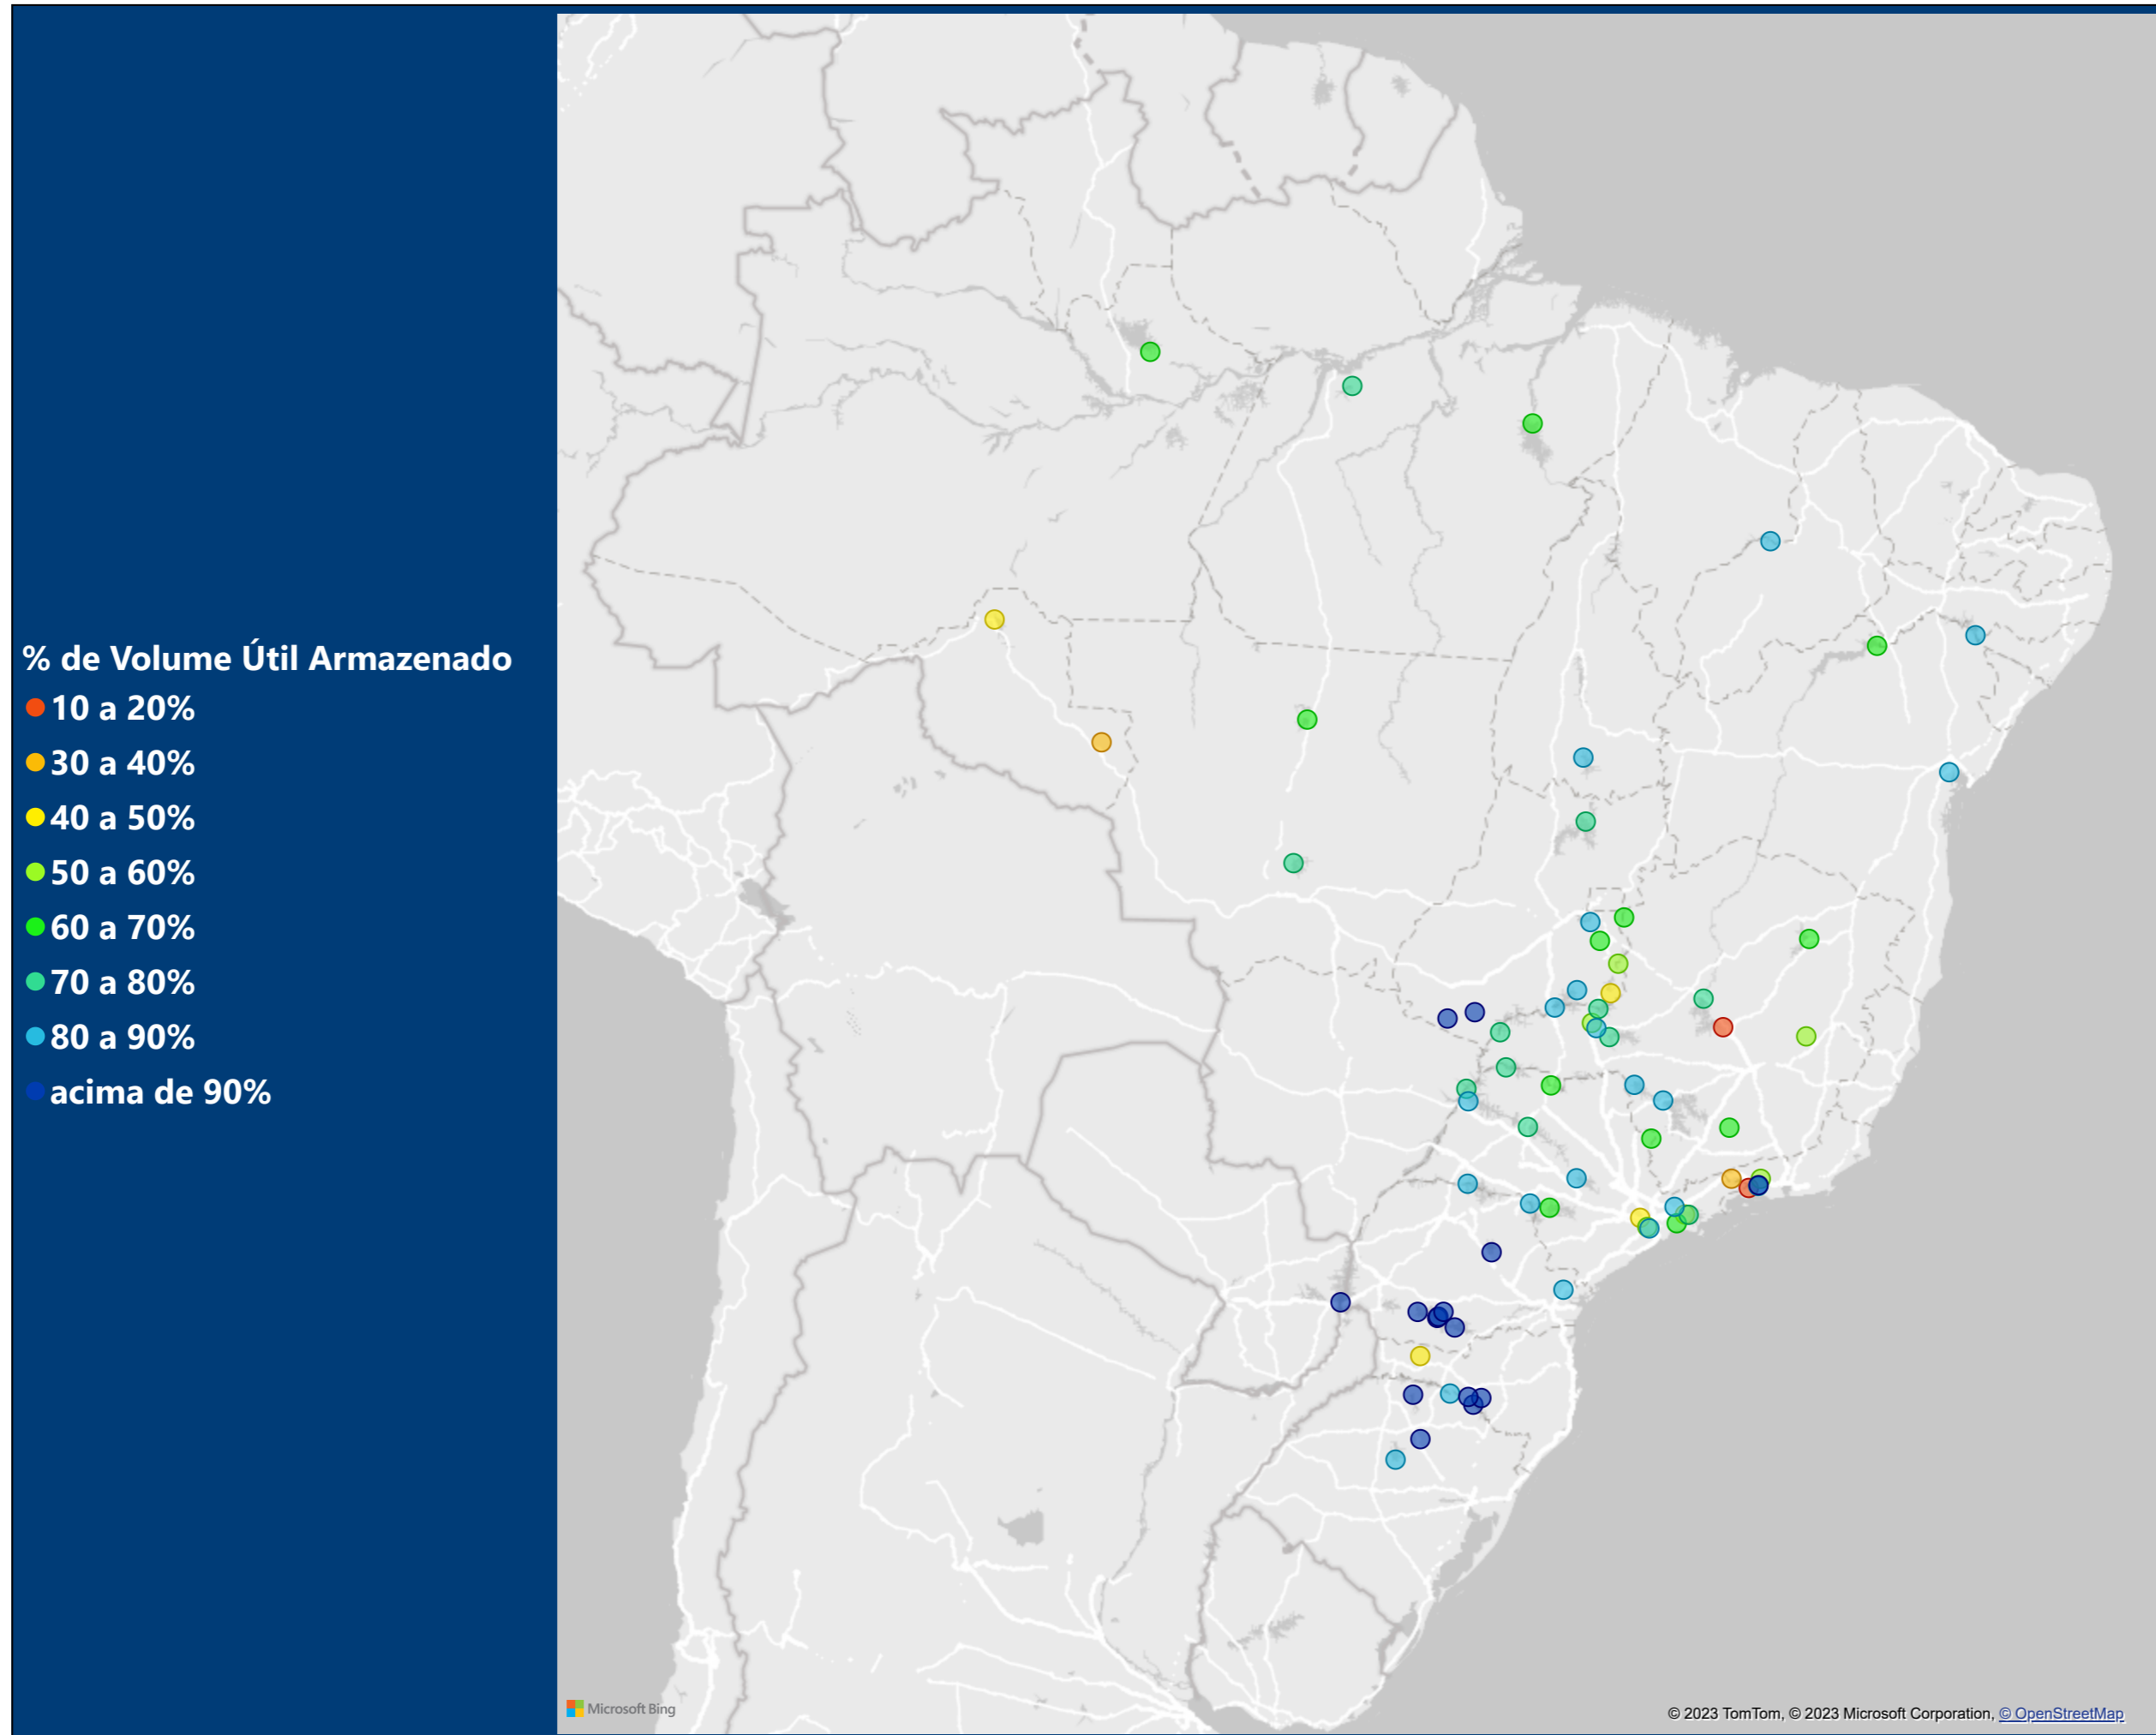 % de Volume Útil Armazenado
10 a 20%
30 a 40%
40 a 50%
50 a 60%
60 a 70%
70 a 80%
80 a 90%
acima de 90%
Microsoft Bing
© 2023 TomTom, © 2023 Microsoft Corporation, © OpenStreetMap